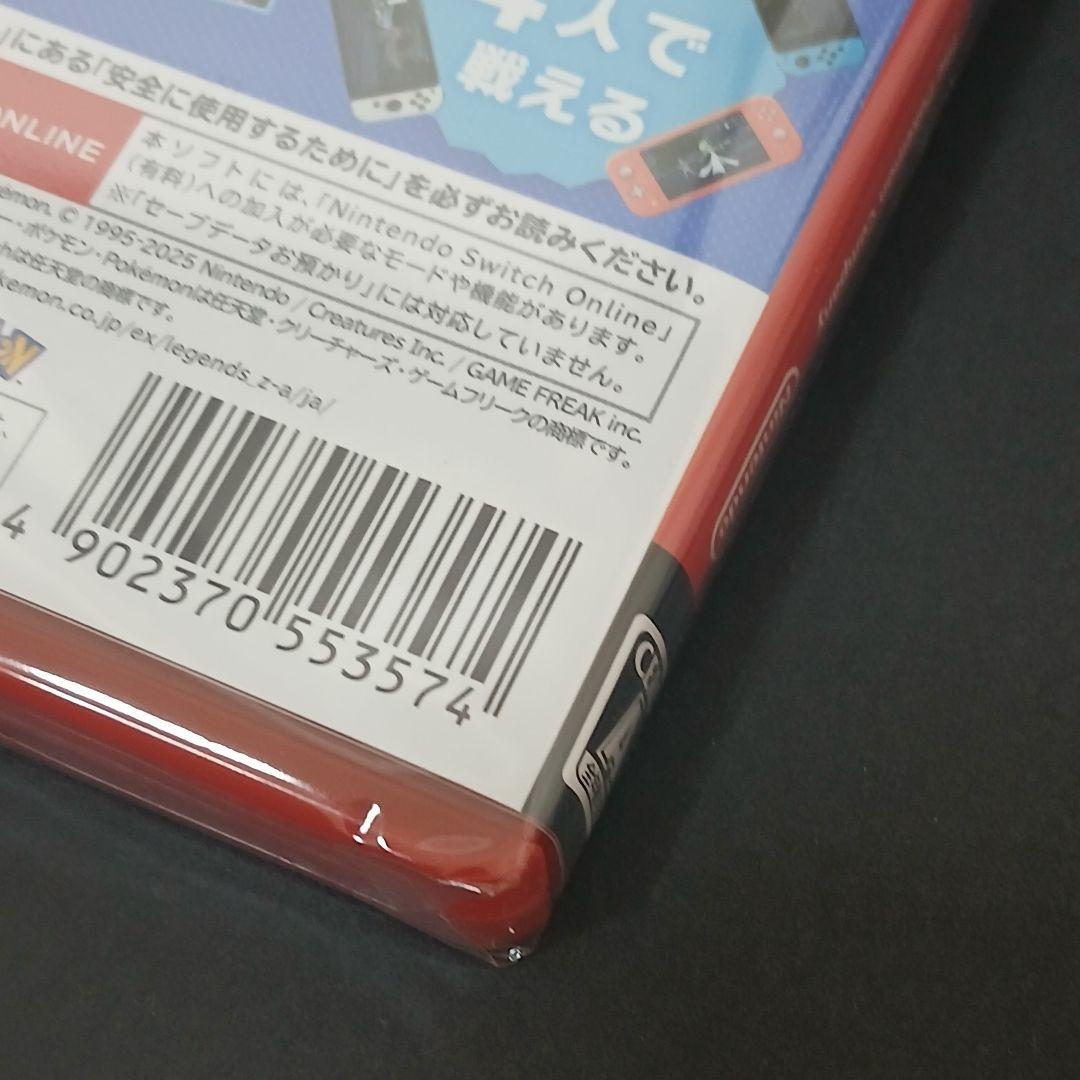 4人で
戦える
」にある「安全に使用するために」を必ずお読みください。
ONLINE
本ソフトには、「Nintendo Switch Online」
(有料)への加入が必要なモードや機能があります。
※「セーブデータお預かり」には対応していません。
Pokémon. © 1995-2025 Nintendo / Creatures Inc. / GAME FREAK inc.
ー・ポケモン・Pokémonは任天堂・クリーチャーズ・ゲームフリークの商標です。
は任天堂の商標です。
pokemon.co.jp/ex/legends_z-a/ja/
4 902370 553574
Nintendo